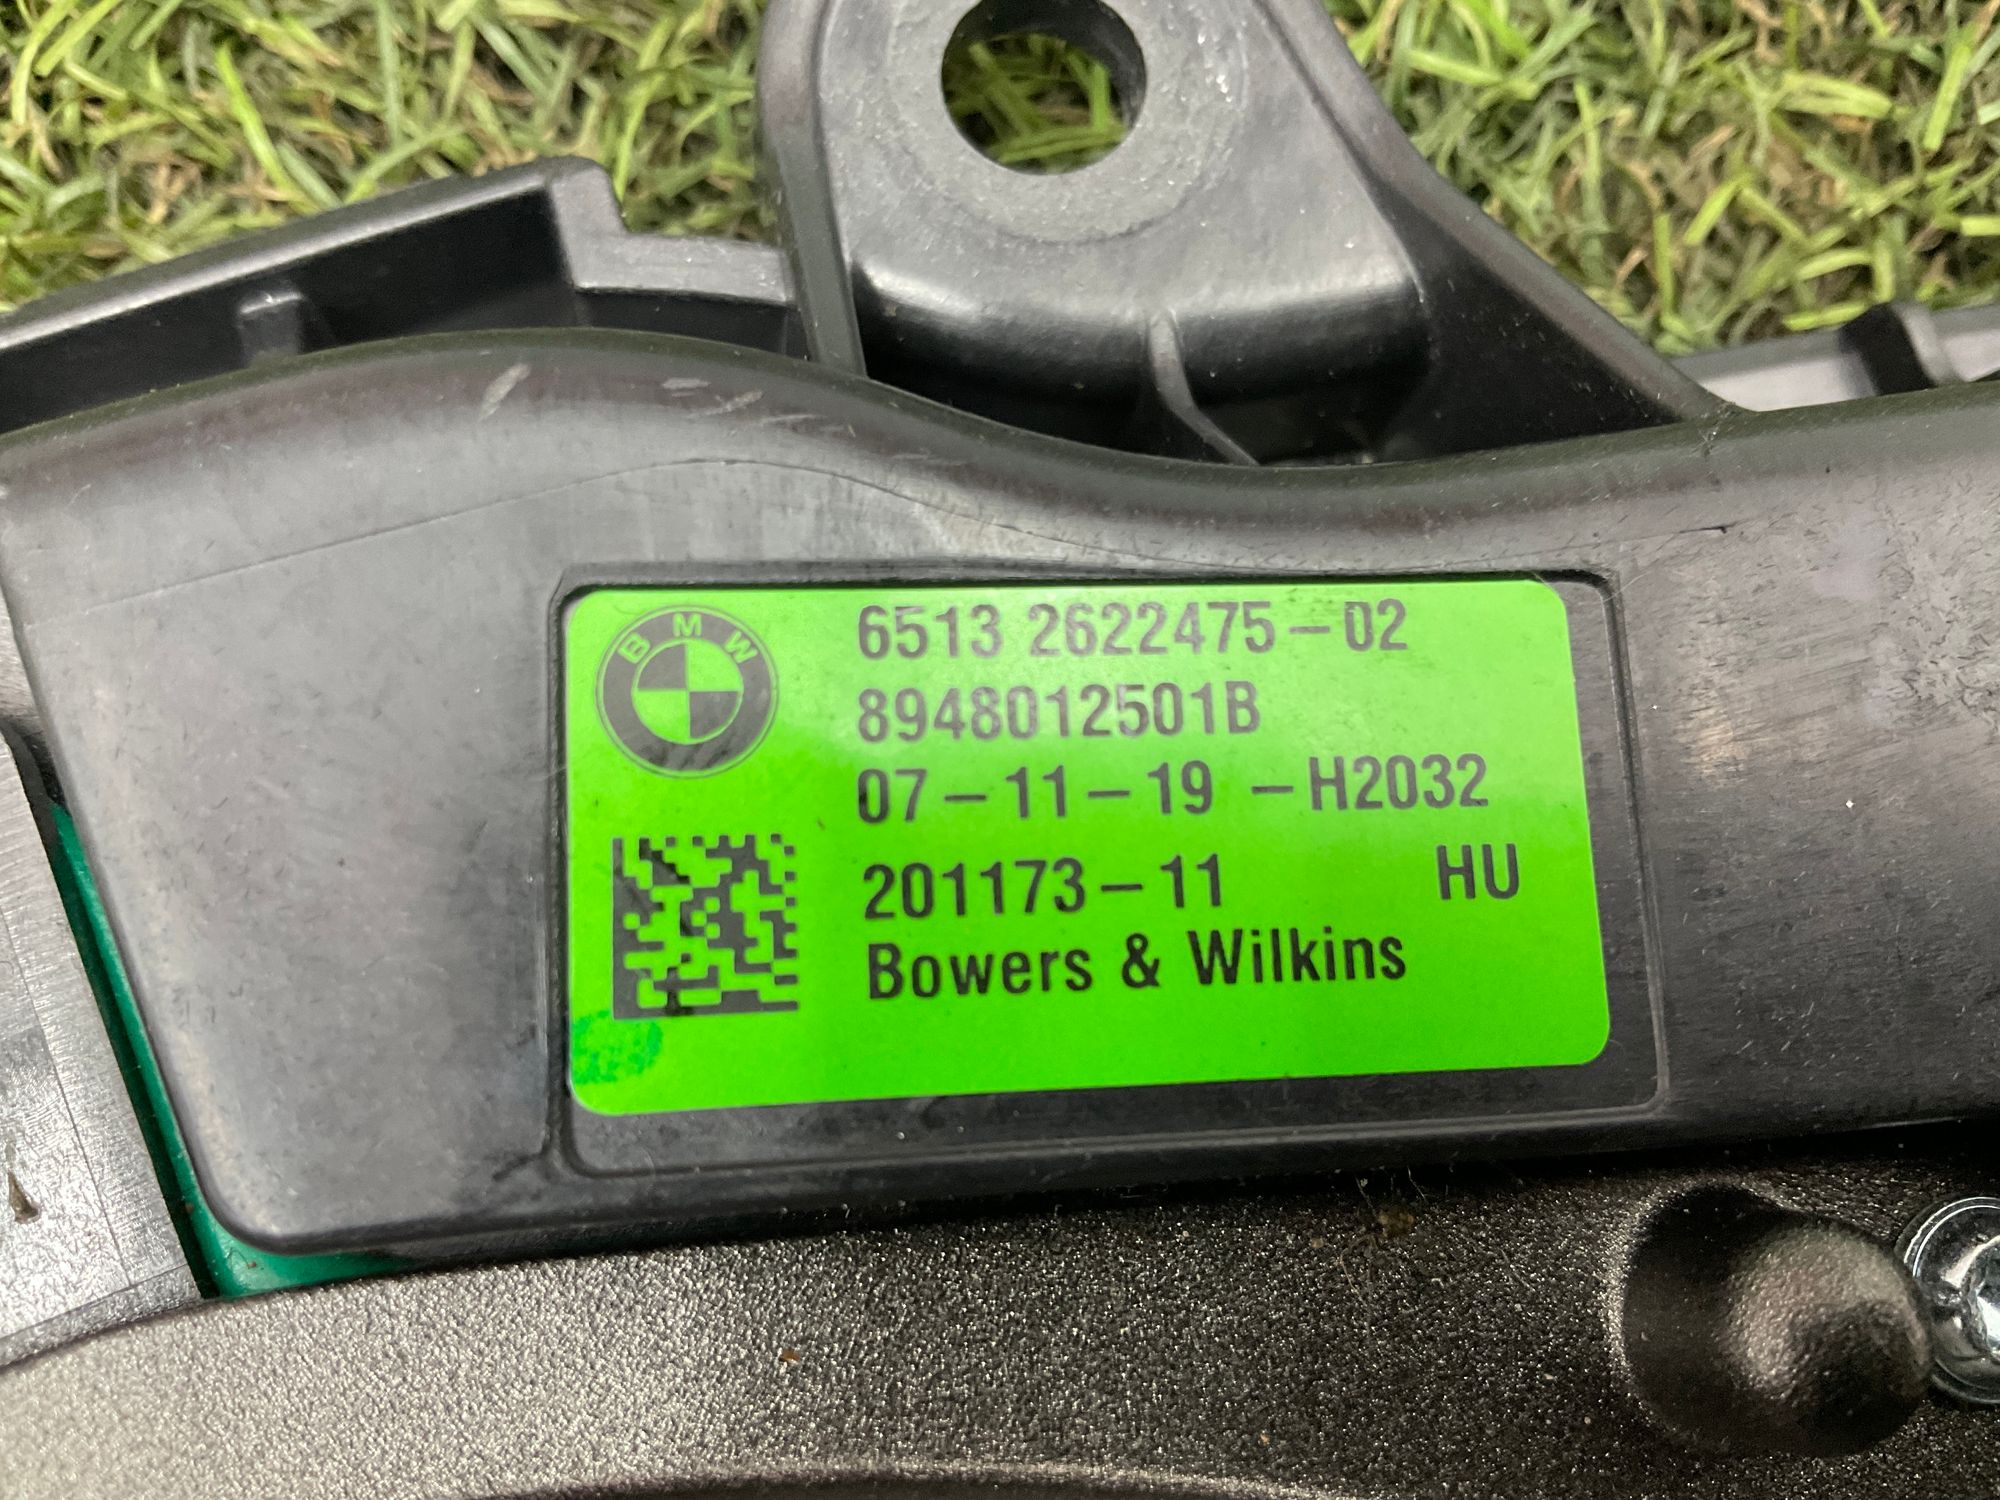 BMW
6513 2622475-02
8948012501B
07-11-19 -H2032
201173-11 HU
Bowers & Wilkins